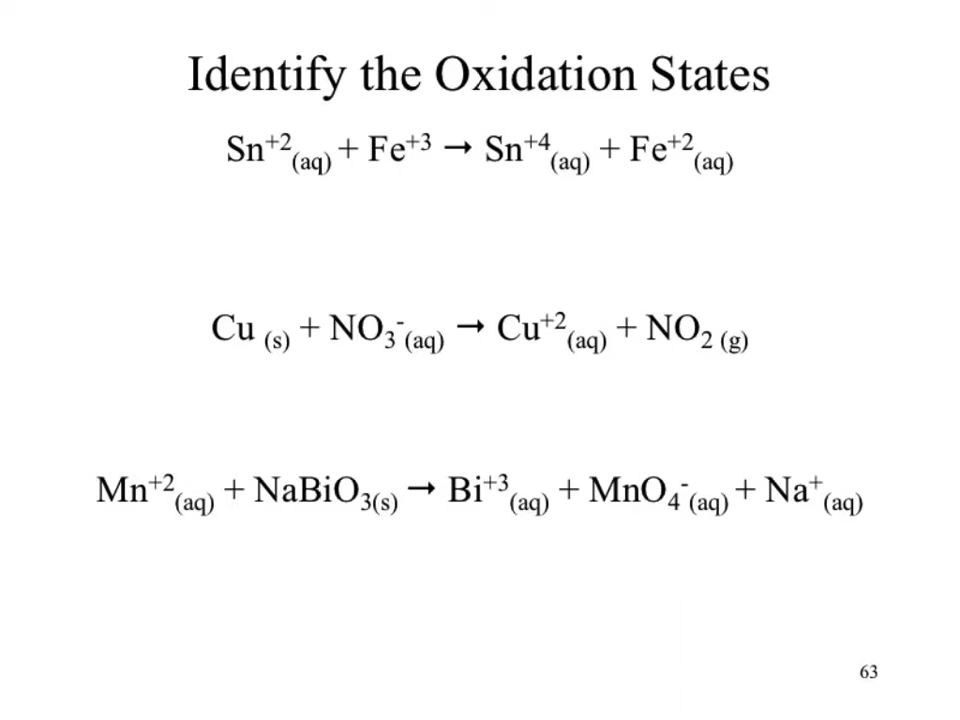 Identify the Oxidation States
Sn⁺²₍aq₎ + Fe⁺³ → Sn⁺⁴₍aq₎ + Fe⁺²₍aq₎
Cu ₍s₎ + NO₃⁻₍aq₎ → Cu⁺²₍aq₎ + NO₂ ₍g₎
Mn⁺²₍aq₎ + NaBiO₃₍s₎ → Bi⁺³₍aq₎ + MnO₄⁻₍aq₎ + Na⁺₍aq₎
63